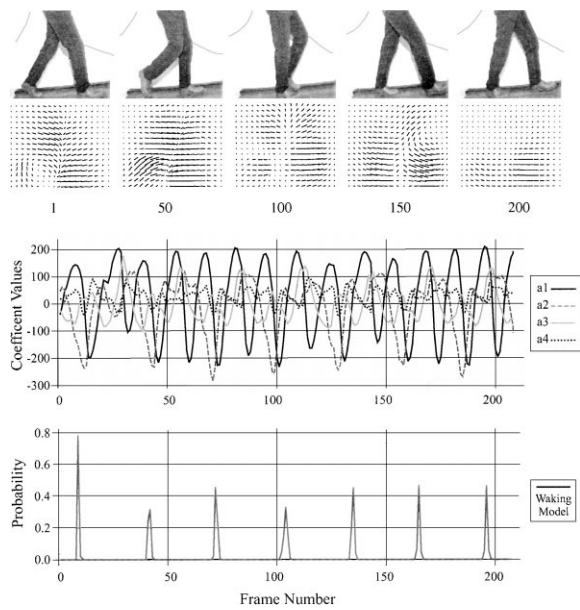 1 50 100 150 200
Coefficent Values
200
100
0
-100
-200
-300
0 50 100 150 200
a1
a2
a3
a4
Probability
0.8
0.6
0.4
0.2
0.0
0 50 100 150 200
Waking
Model
Frame Number